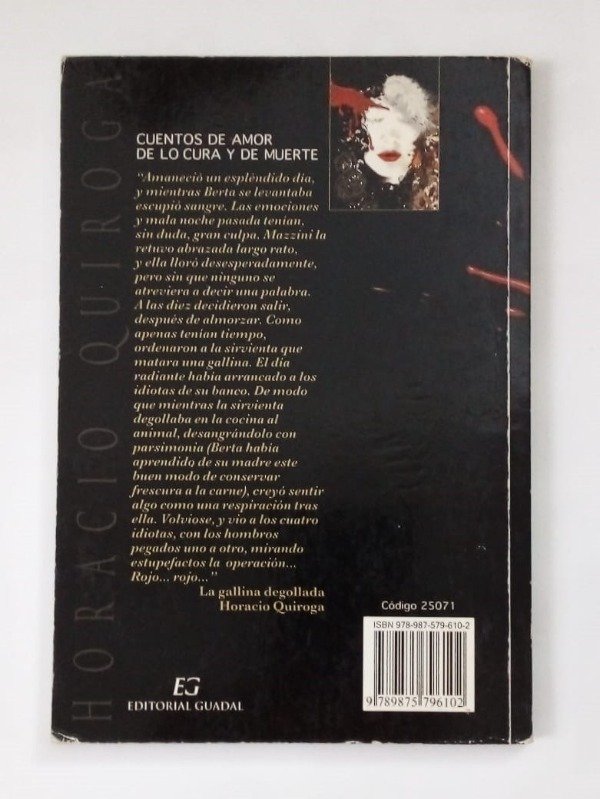 HORACIO QUIROGA
CUENTOS DE AMOR
DE LO CURA Y DE MUERTE
"Amaneció un espléndido día,
y mientras Berta se levantaba
escupió sangre. Las emociones
y mala noche pasada tenían,
sin duda, gran culpa. Mazzini la
retuvo abrazada largo rato,
y ella lloró desesperadamente,
pero sin que ninguno se
atreviera a decir una palabra.
A las diez decidieron salir,
después de almorzar. Como
apenas tenían tiempo,
ordenaron a la sirvienta que
matara una gallina. El día
radiante había arrancado a los
idiotas de su banco. De modo
que mientras la sirvienta
degollaba en la cocina al
animal, desangrándolo con
parsimonia (Berta había
aprendido de su madre este
buen modo de conservar
frescura a la carne), creyó sentir
algo como una respiración tras
ella. Volviose, y vio a los cuatro
idiotas, con los hombros
pegados uno a otro, mirando
estupefactos la operación...
Rojo... rojo..."
La gallina degollada
Horacio Quiroga
Código 25071
ISBN 978-987-579-610-2
9 789875 796102
EG
EDITORIAL GUADAL